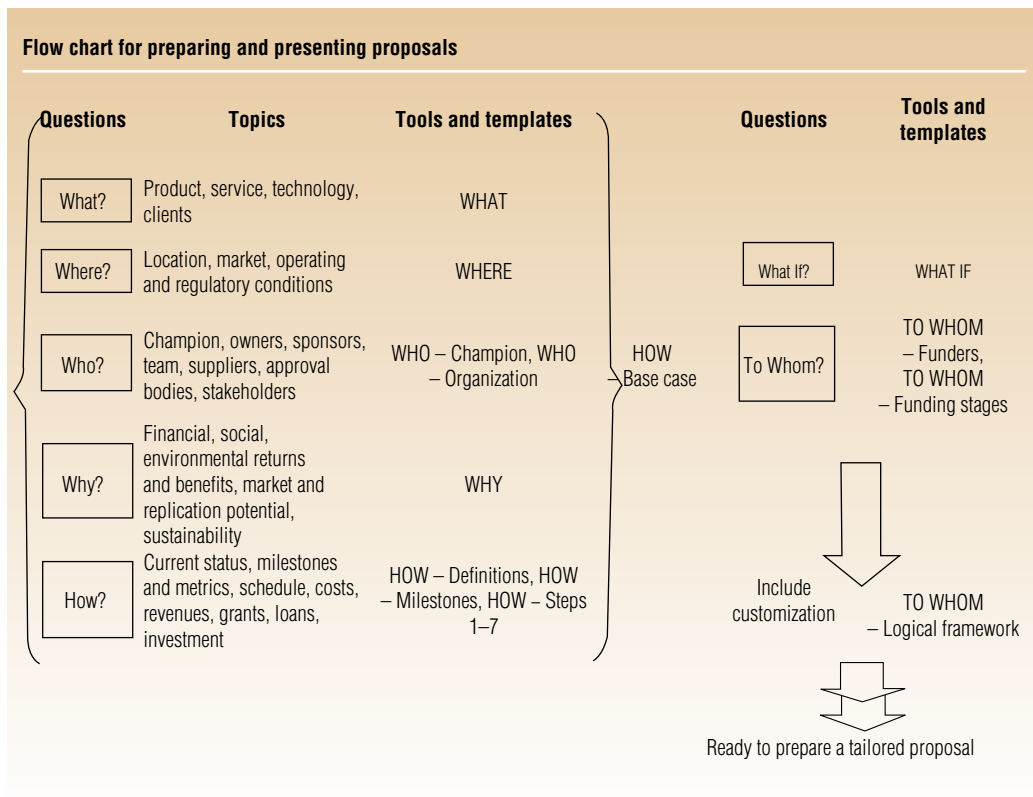 Flow chart for preparing and presenting proposals
Questions
Topics
Tools and templates
What?
Product, service, technology,
clients
WHAT
Where?
Location, market, operating
and regulatory conditions
WHERE
Who?
Champion, owners, sponsors,
team, suppliers, approval
bodies, stakeholders
WHO – Champion, WHO
– Organization
Why?
Financial, social,
environmental returns
and benefits, market and
replication potential,
sustainability
WHY
How?
Current status, milestones
and metrics, schedule, costs,
revenues, grants, loans,
investment
HOW – Definitions, HOW
– Milestones, HOW – Steps
1–7
HOW
– Base case
Questions
Tools and
templates
What If?
WHAT IF
To Whom?
TO WHOM
– Funders,
TO WHOM
– Funding stages
Include
customization
TO WHOM
– Logical framework
Ready to prepare a tailored proposal